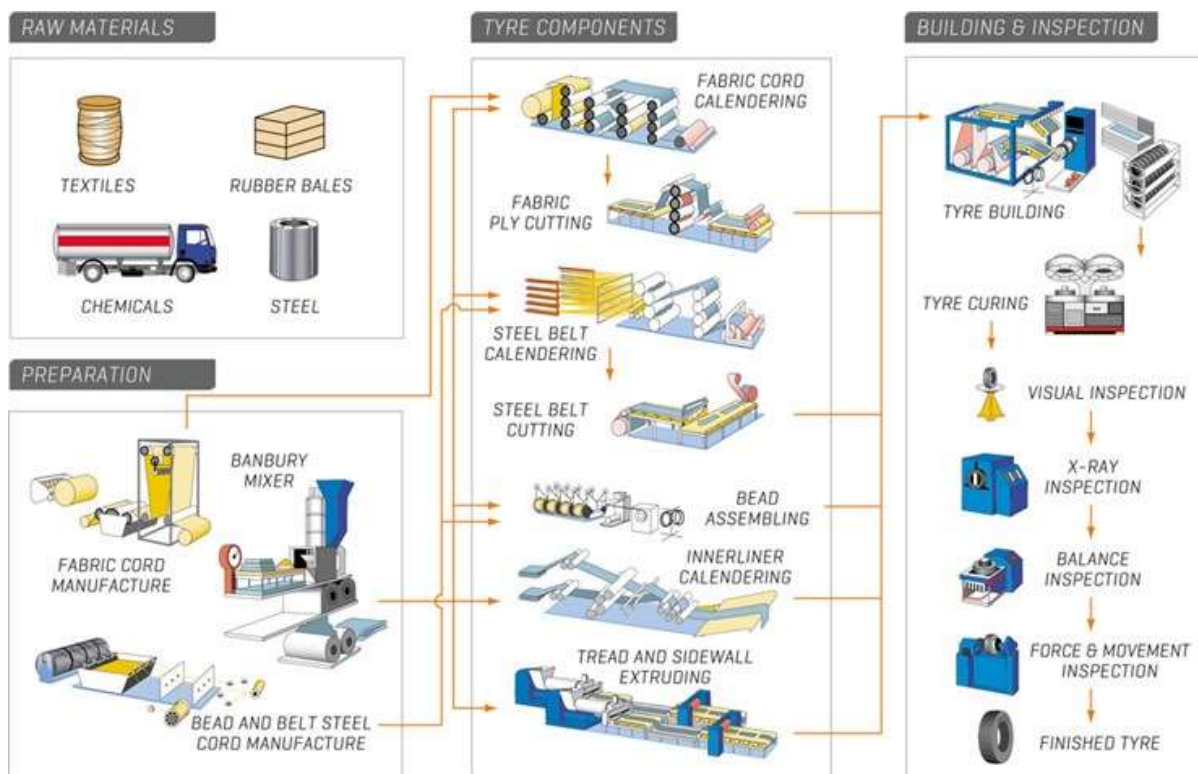 RAW MATERIALS
TEXTILES
RUBBER BALES
CHEMICALS
STEEL
PREPARATION
FABRIC CORD
MANUFACTURE
BANBURY
MIXER
BEAD AND BELT STEEL
CORD MANUFACTURE
TYRE COMPONENTS
FABRIC CORD
CALENDERING
FABRIC
PLY CUTTING
STEEL BELT
CALENDERING
STEEL BELT
CUTTING
BEAD
ASSEMBLING
INNERLINER
CALENDERING
TREAD AND SIDEWALL
EXTRUDING
BUILDING & INSPECTION
TYRE BUILDING
TYRE CURING
VISUAL INSPECTION
X-RAY
INSPECTION
BALANCE
INSPECTION
FORCE & MOVEMENT
INSPECTION
FINISHED TYRE